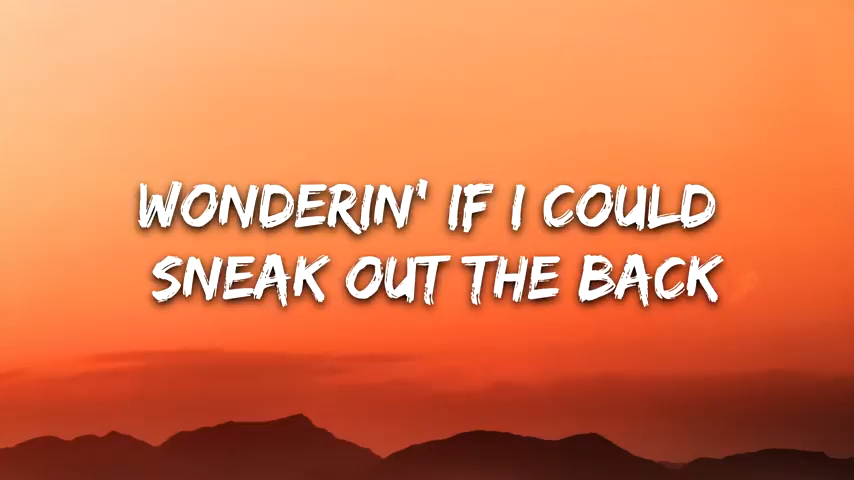 WONDERIN' IF I COULD
SNEAK OUT THE BACK